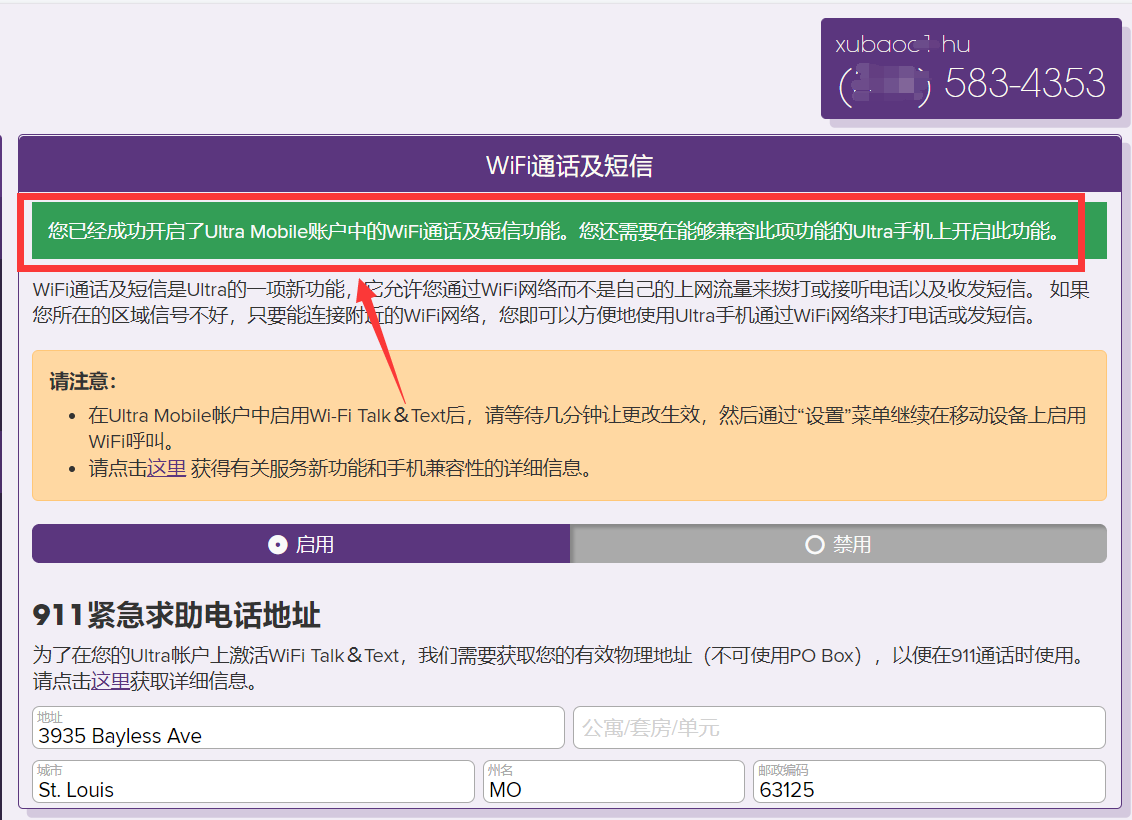 hu
583-4353
WiFi通话及短信
您已经成功开启了Ultra Mobile账户中的WiFi通话及短信功能。您还需要在能够兼容此项功能的Ultra手机上开启此功能。
WiFi通话及短信是Ultra的一项新功能，它允许您通过WiFi网络而不是自己的上网流量来拨打或接听电话以及收发短信。 如果
您所在的区域信号不好，只要能连接附近的WiFi网络，您即可以方便地使用Ultra手机通过WiFi网络来打电话或发短信。
请注意：
• 在Ultra Mobile帐户中启用Wi-Fi Talk＆Text后，请等待几分钟让更改生效，然后通过“设置”菜单继续在移动设备上启用
WiFi呼叫。
• 请点击这里 获得有关服务新功能和手机兼容性的详细信息。
启用
禁用
911紧急求助电话地址
为了在您的Ultra帐户上激活WiFi Talk＆Text，我们需要获取您的有效物理地址（不可使用PO Box），以便在911通话时使用。
请点击这里获取详细信息。
地址
3935 Bayless Ave
公寓/套房/单元
城市
St. Louis
州名
MO
邮政编码
63125